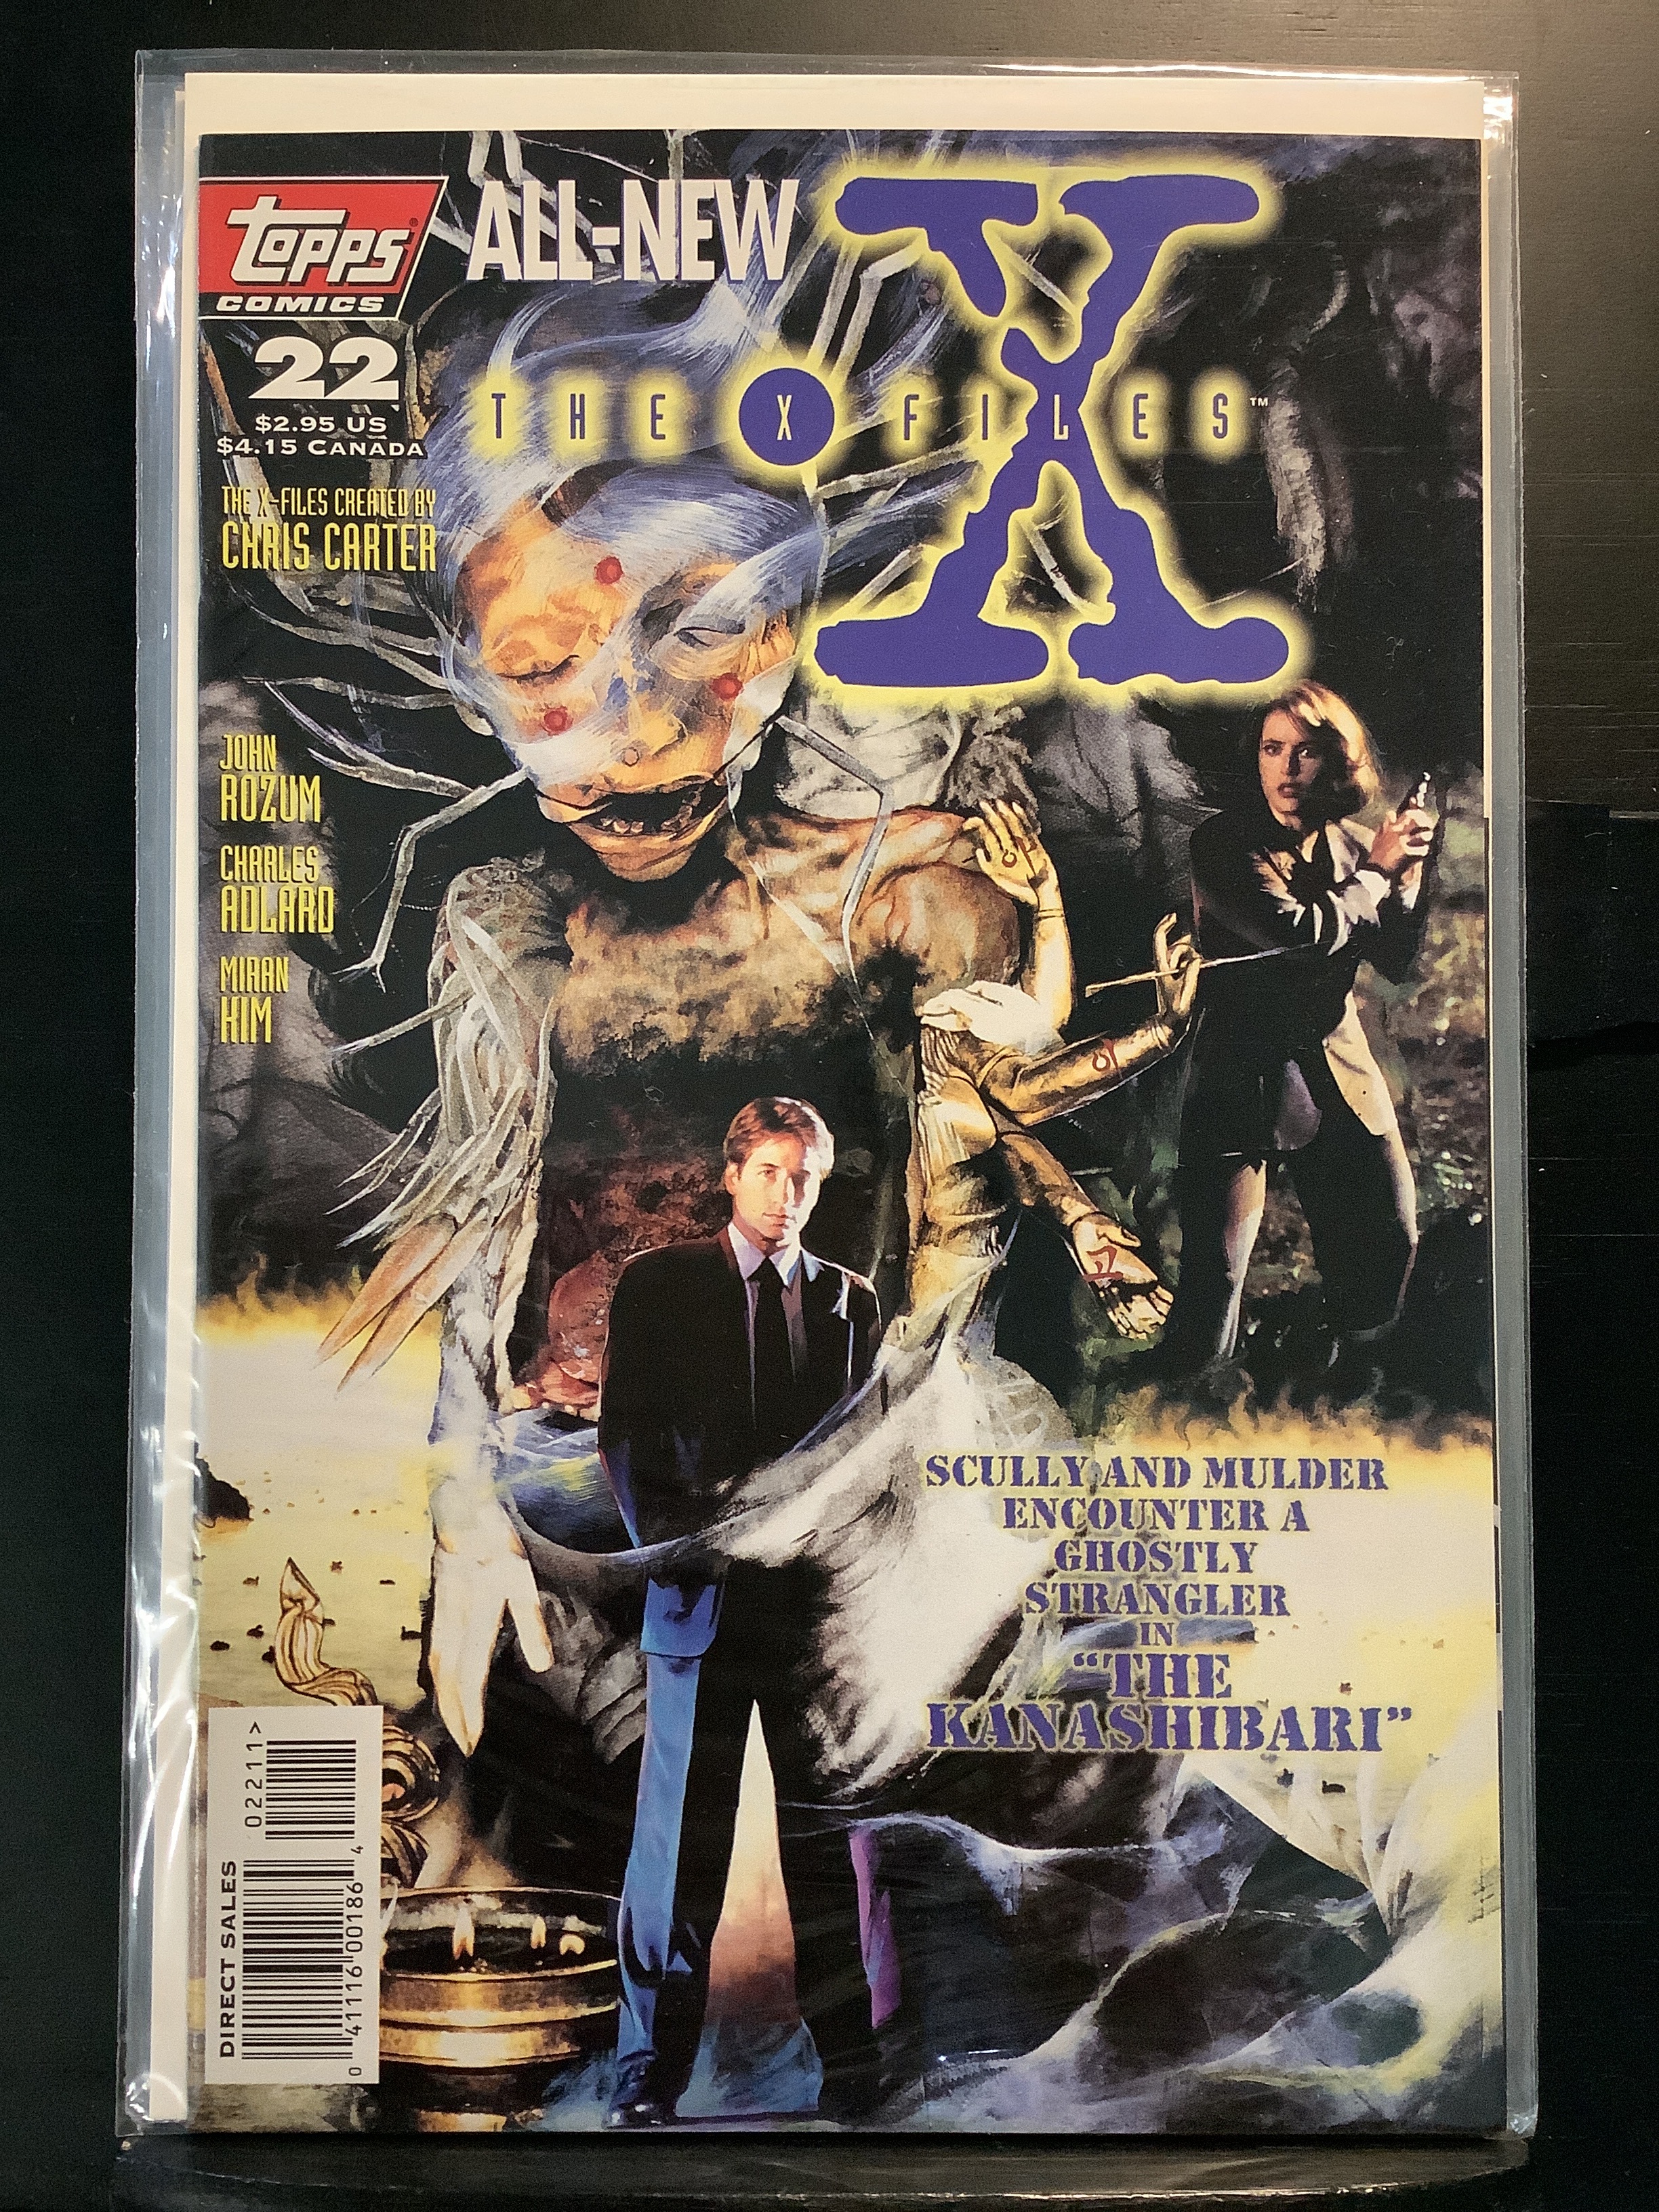 topps®
COMICS
ALL-NEW
X
THE X FILES™
22
$2.95 US
$4.15 CANADA
THE X-FILES CREATED BY
CHRIS CARTER
JOHN
ROZUM
CHARLES
ADLARD
MIRAN
KIM
SCULLY AND MULDER
ENCOUNTER A
GHOSTLY
STRANGLER
IN
"THE
KANASHIBARI"
DIRECT SALES
02211>
0 41116 00186 4